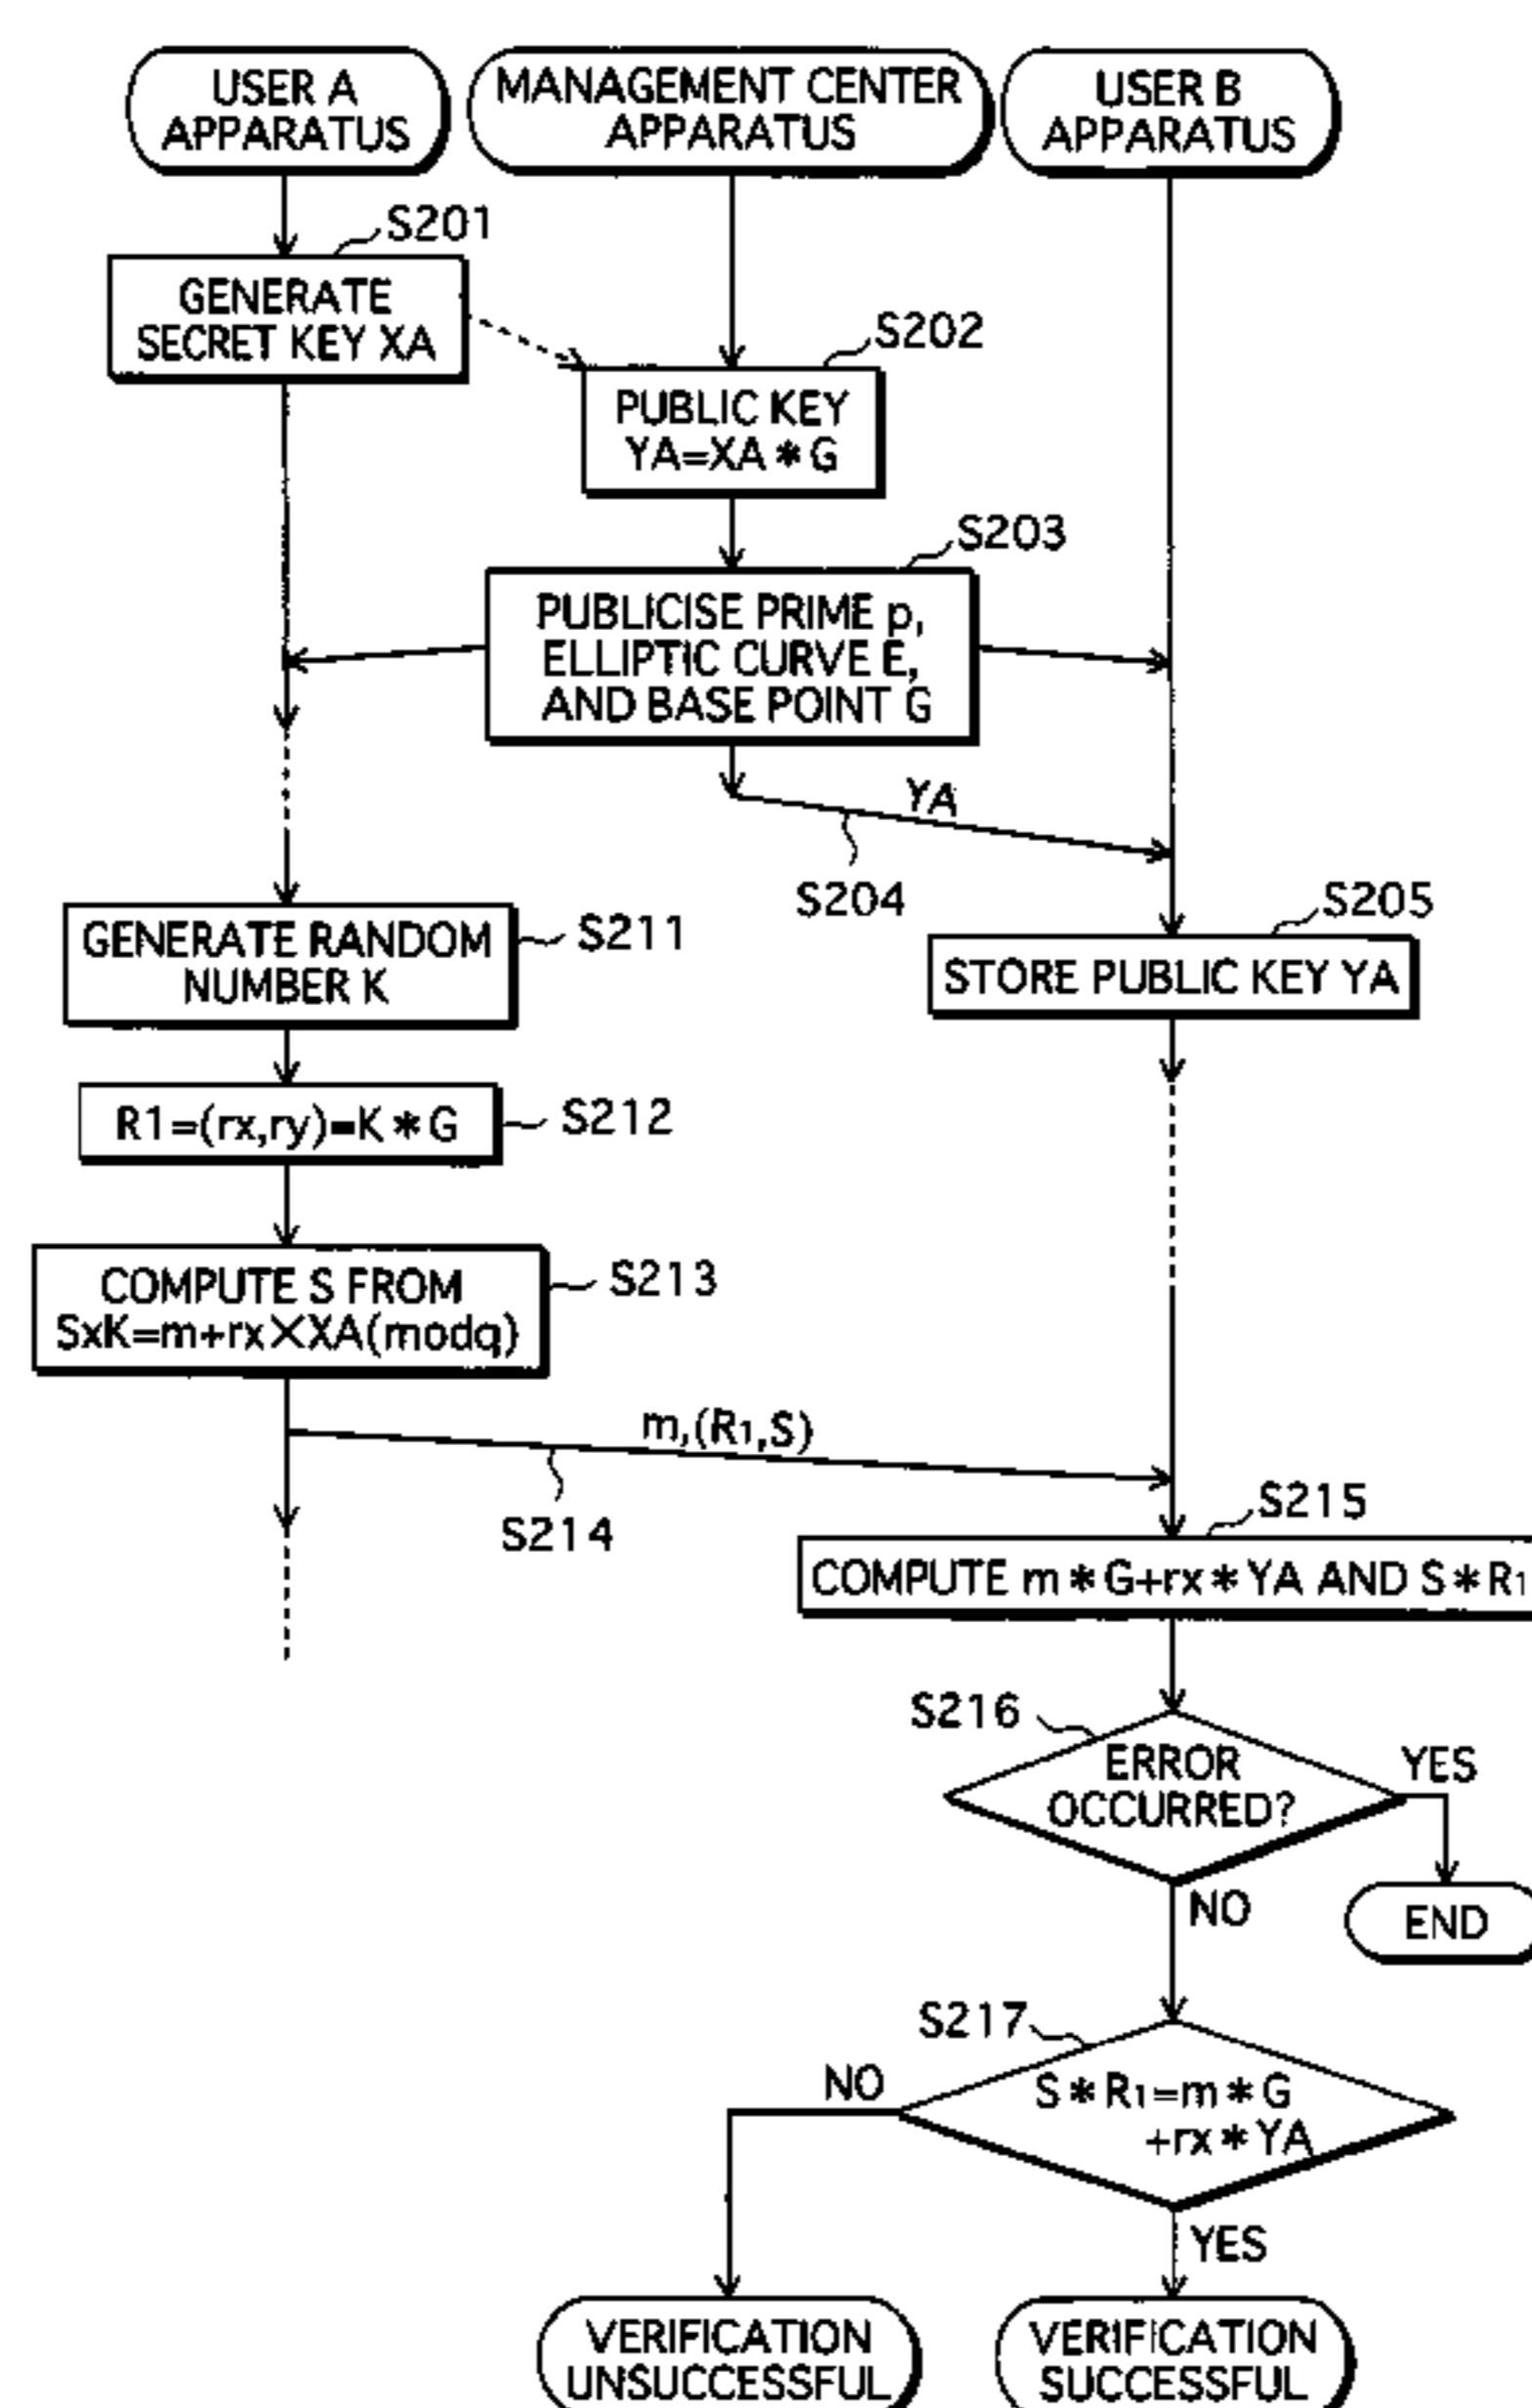 USER A
APPARATUS
MANAGEMENT CENTER
APPARATUS
USER B
APPARATUS
S201
GENERATE
SECRET KEY XA
S202
PUBLIC KEY
YA=XA＊G
S203
PUBLICISE PRIME p,
ELLIPTIC CURVE E,
AND BASE POINT G
YA
S204
S205
STORE PUBLIC KEY YA
GENERATE RANDOM
NUMBER K
S211
R1=(rx,ry)=K＊G
S212
COMPUTE S FROM
SxK=m+rx×XA(modq)
S213
m,(R1,S)
S214
S215
COMPUTE m＊G+rx＊YA AND S＊R1
S216
ERROR
OCCURRED?
YES
NO
END
S217
S＊R1=m＊G
+rx＊YA
NO
YES
VERIFICATION
UNSUCCESSFUL
VERIFICATION
SUCCESSFUL